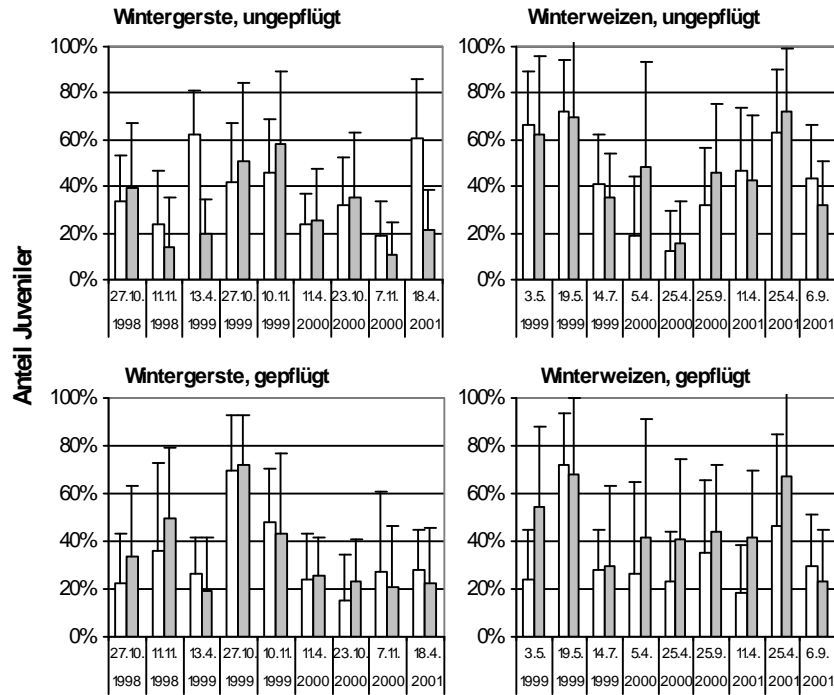 Anteil Juveniler
Wintergerste, ungepflügt
100%
80%
60%
40%
20%
0%
27.10. 11.11. 13.4. 27.10. 10.11. 11.4. 23.10. 7.11. 18.4.
1998 1998 1999 1999 1999 2000 2000 2000 2001
Winterweizen, ungepflügt
100%
80%
60%
40%
20%
0%
3.5. 19.5. 14.7. 5.4. 25.4. 25.9. 11.4. 25.4. 6.9.
1999 1999 1999 2000 2000 2000 2001 2001 2001
Wintergerste, gepflügt
100%
80%
60%
40%
20%
0%
27.10. 11.11. 13.4. 27.10. 10.11. 11.4. 23.10. 7.11. 18.4.
1998 1998 1999 1999 1999 2000 2000 2000 2001
Winterweizen, gepflügt
100%
80%
60%
40%
20%
0%
3.5. 19.5. 14.7. 5.4. 25.4. 25.9. 11.4. 25.4. 6.9.
1999 1999 1999 2000 2000 2000 2001 2001 2001